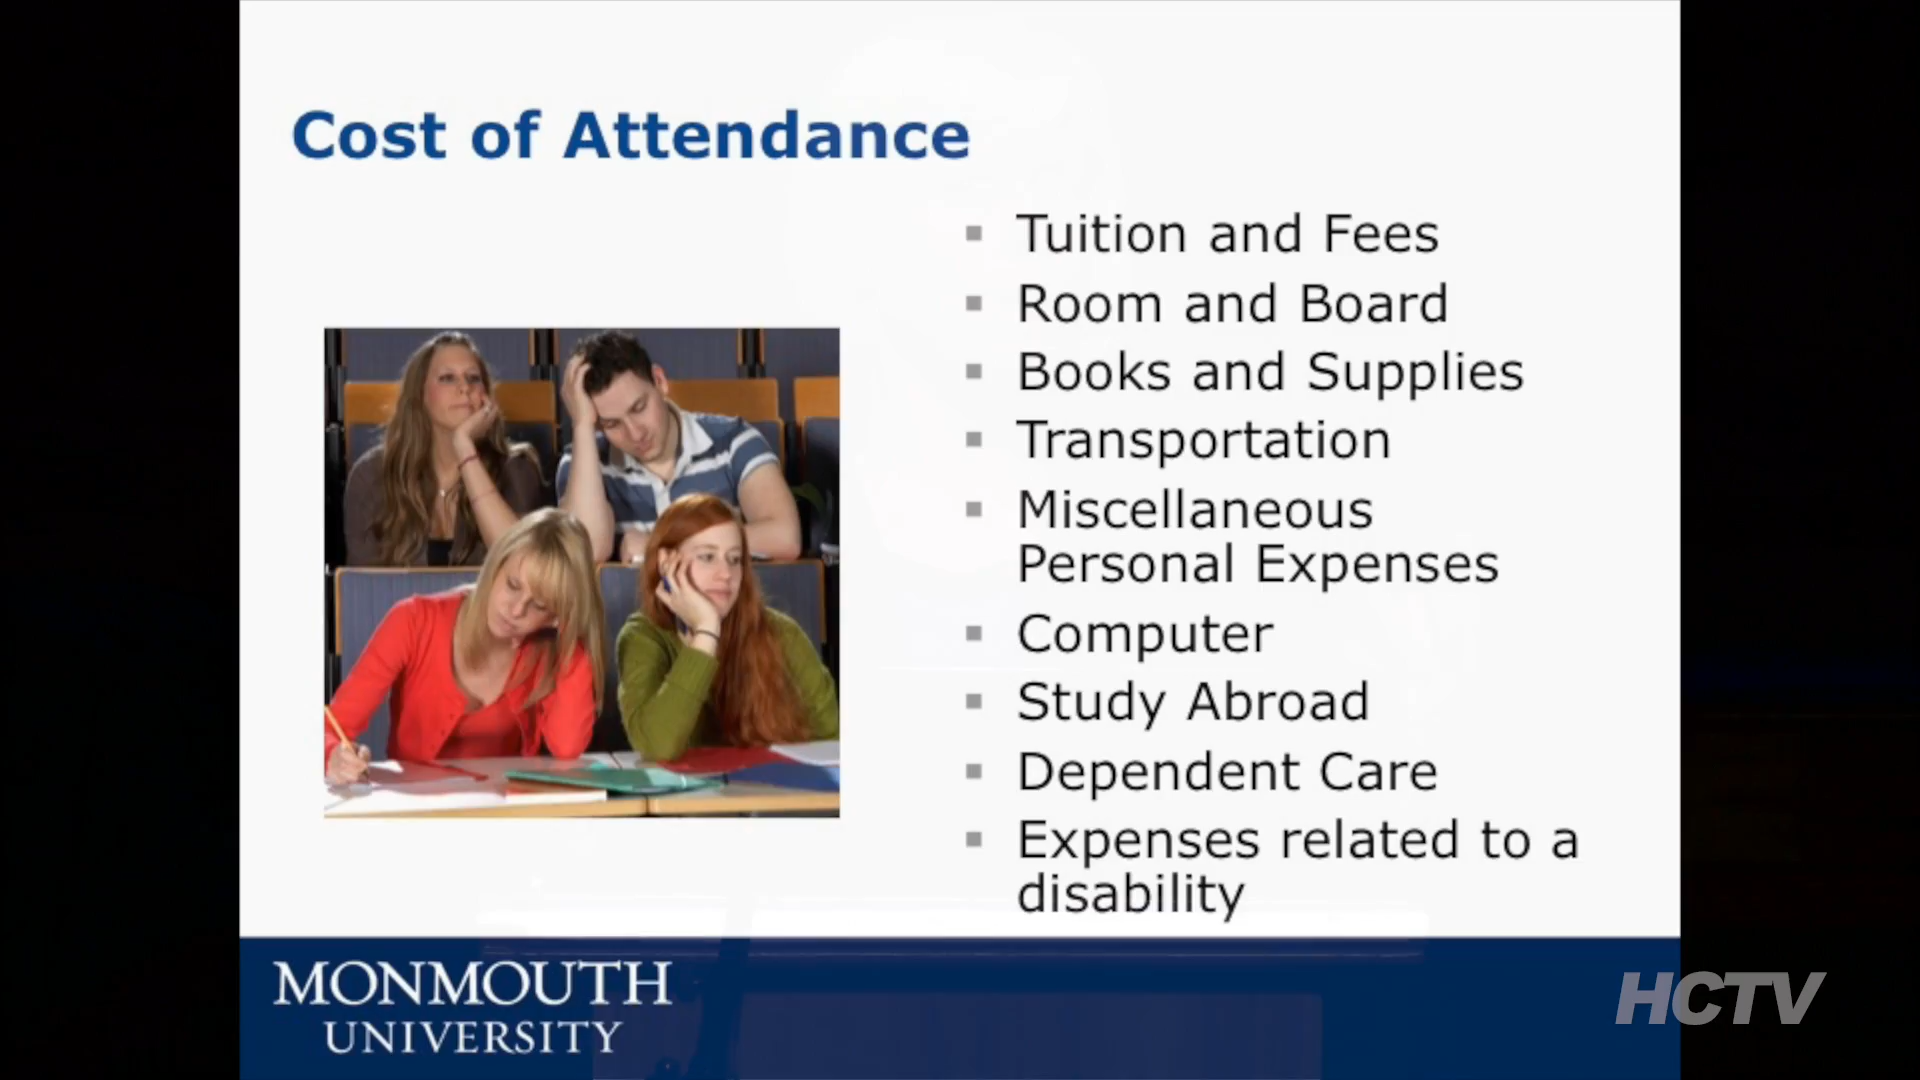 Cost of Attendance
Tuition and Fees
Room and Board
Books and Supplies
Transportation
Miscellaneous
Personal Expenses
Computer
Study Abroad
Dependent Care
Expenses related to a
disability
MONMOUTH
UNIVERSITY
HCTV